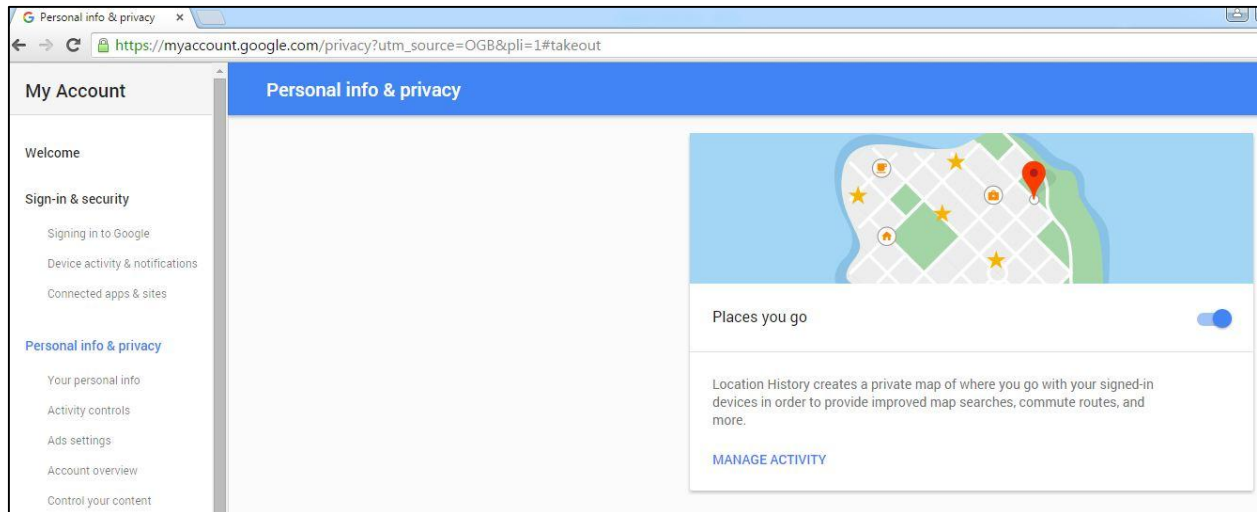 Personal info & privacy
https://myaccount.google.com/privacy?utm_source=OGB&pli=1#takeout
My Account
Personal info & privacy
Welcome
Sign-in & security
Signing in to Google
Device activity & notifications
Connected apps & sites
Personal info & privacy
Your personal info
Activity controls
Ads settings
Account overview
Control your content
Places you go
Location History creates a private map of where you go with your signed-in
devices in order to provide improved map searches, commute routes, and
more.
MANAGE ACTIVITY